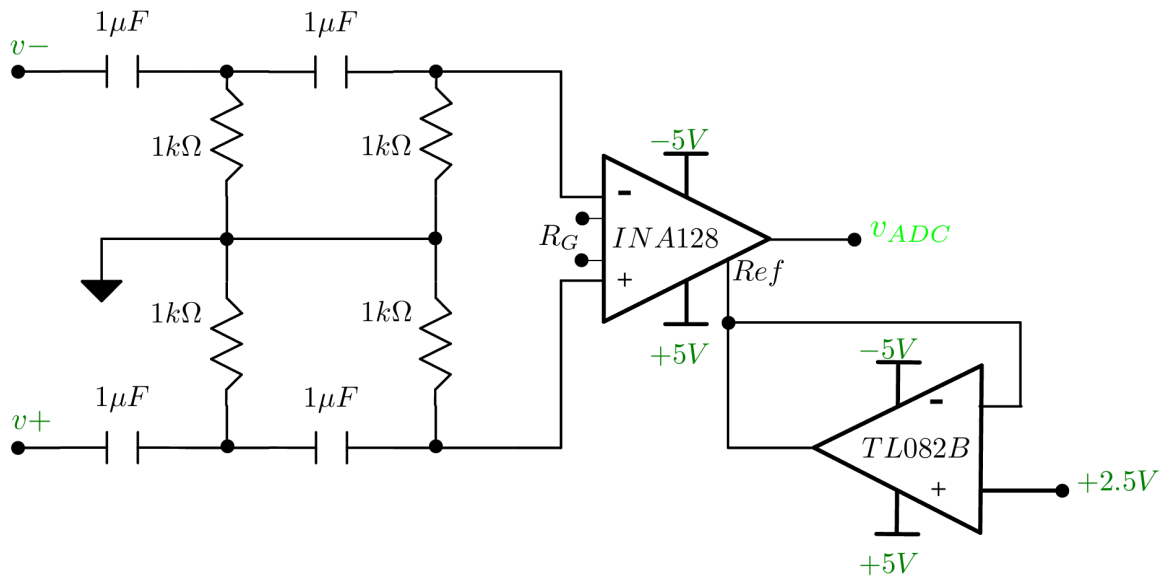 1μF
1μF
v−
1kΩ
1kΩ
−5V
-
R_G
INA128
v_ADC
+
Ref
1kΩ
1kΩ
+5V
−5V
1μF
1μF
v+
-
TL082B
+
+2.5V
+5V